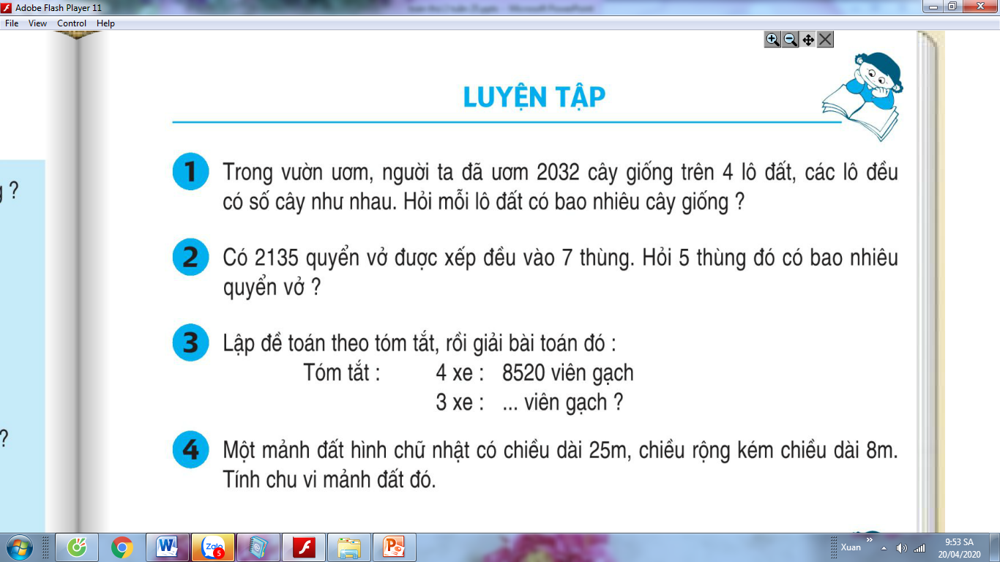 Adobe Flash Player 11
File View Control Help
LUYỆN TẬP
g ?
1 Trong vườn ươm, người ta đã ươm 2032 cây giống trên 4 lô đất, các lô đều
có số cây như nhau. Hỏi mỗi lô đất có bao nhiêu cây giống ?
2 Có 2135 quyển vở được xếp đều vào 7 thùng. Hỏi 5 thùng đó có bao nhiêu
quyển vở ?
3 Lập đề toán theo tóm tắt, rồi giải bài toán đó :
Tóm tắt : 4 xe : 8520 viên gạch
3 xe : ... viên gạch ?
?
4 Một mảnh đất hình chữ nhật có chiều dài 25m, chiều rộng kém chiều dài 8m.
Tính chu vi mảnh đất đó.
Zalo 5
Xuan
9:53 SA
20/04/2020